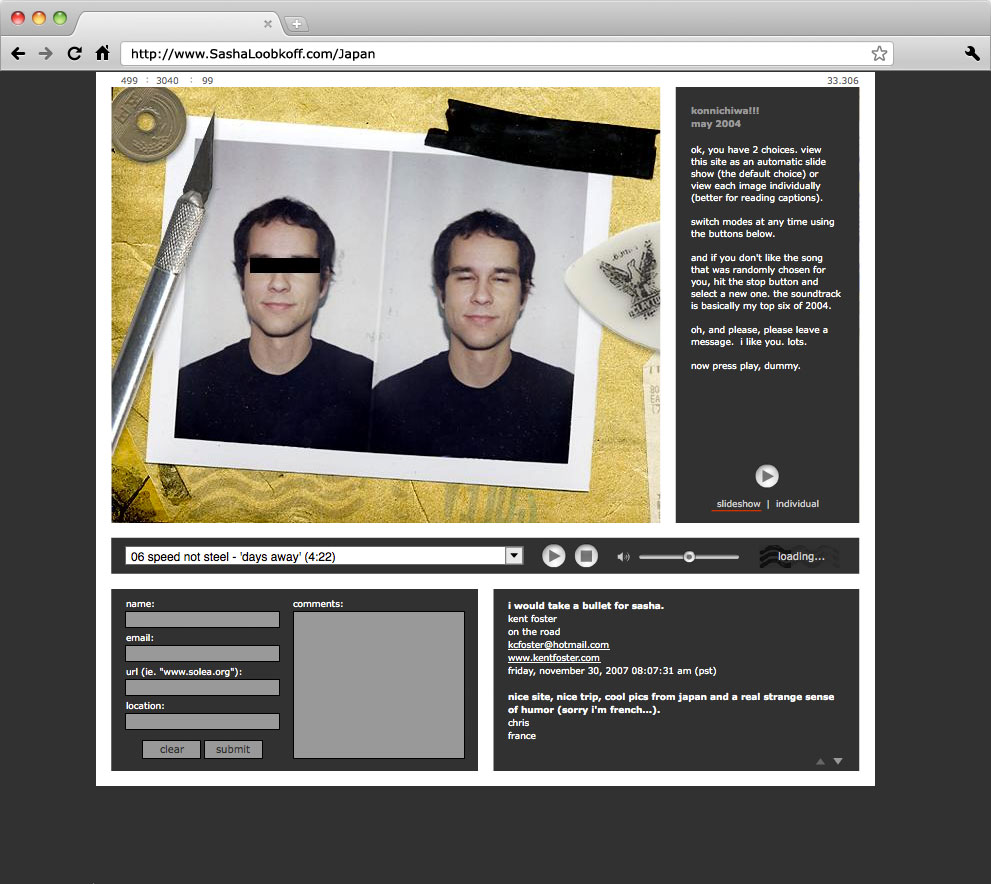 http://www.SashaLoobkoff.com/Japan
499 : 3040 : 99
33.306
konnichiwa!!!
may 2004
ok, you have 2 choices. view
this site as an automatic slide
show (the default choice) or
view each image individually
(better for reading captions).
switch modes at any time using
the buttons below.
and if you don't like the song
that was randomly chosen for
you, hit the stop button and
select a new one. the soundtrack
is basically my top six of 2004.
oh, and please, please leave a
message. i like you. lots.
now press play, dummy.
slideshow | individual
06 speed not steel - 'days away' (4:22)
loading...
name:
email:
url (ie. "www.solea.org"):
location:
clear
submit
comments:
i would take a bullet for sasha.
kent foster
on the road
kcfoster@hotmail.com
www.kentfoster.com
friday, november 30, 2007 08:07:31 am (pst)
nice site, nice trip, cool pics from japan and a real strange sense
of humor (sorry i'm french...).
chris
france